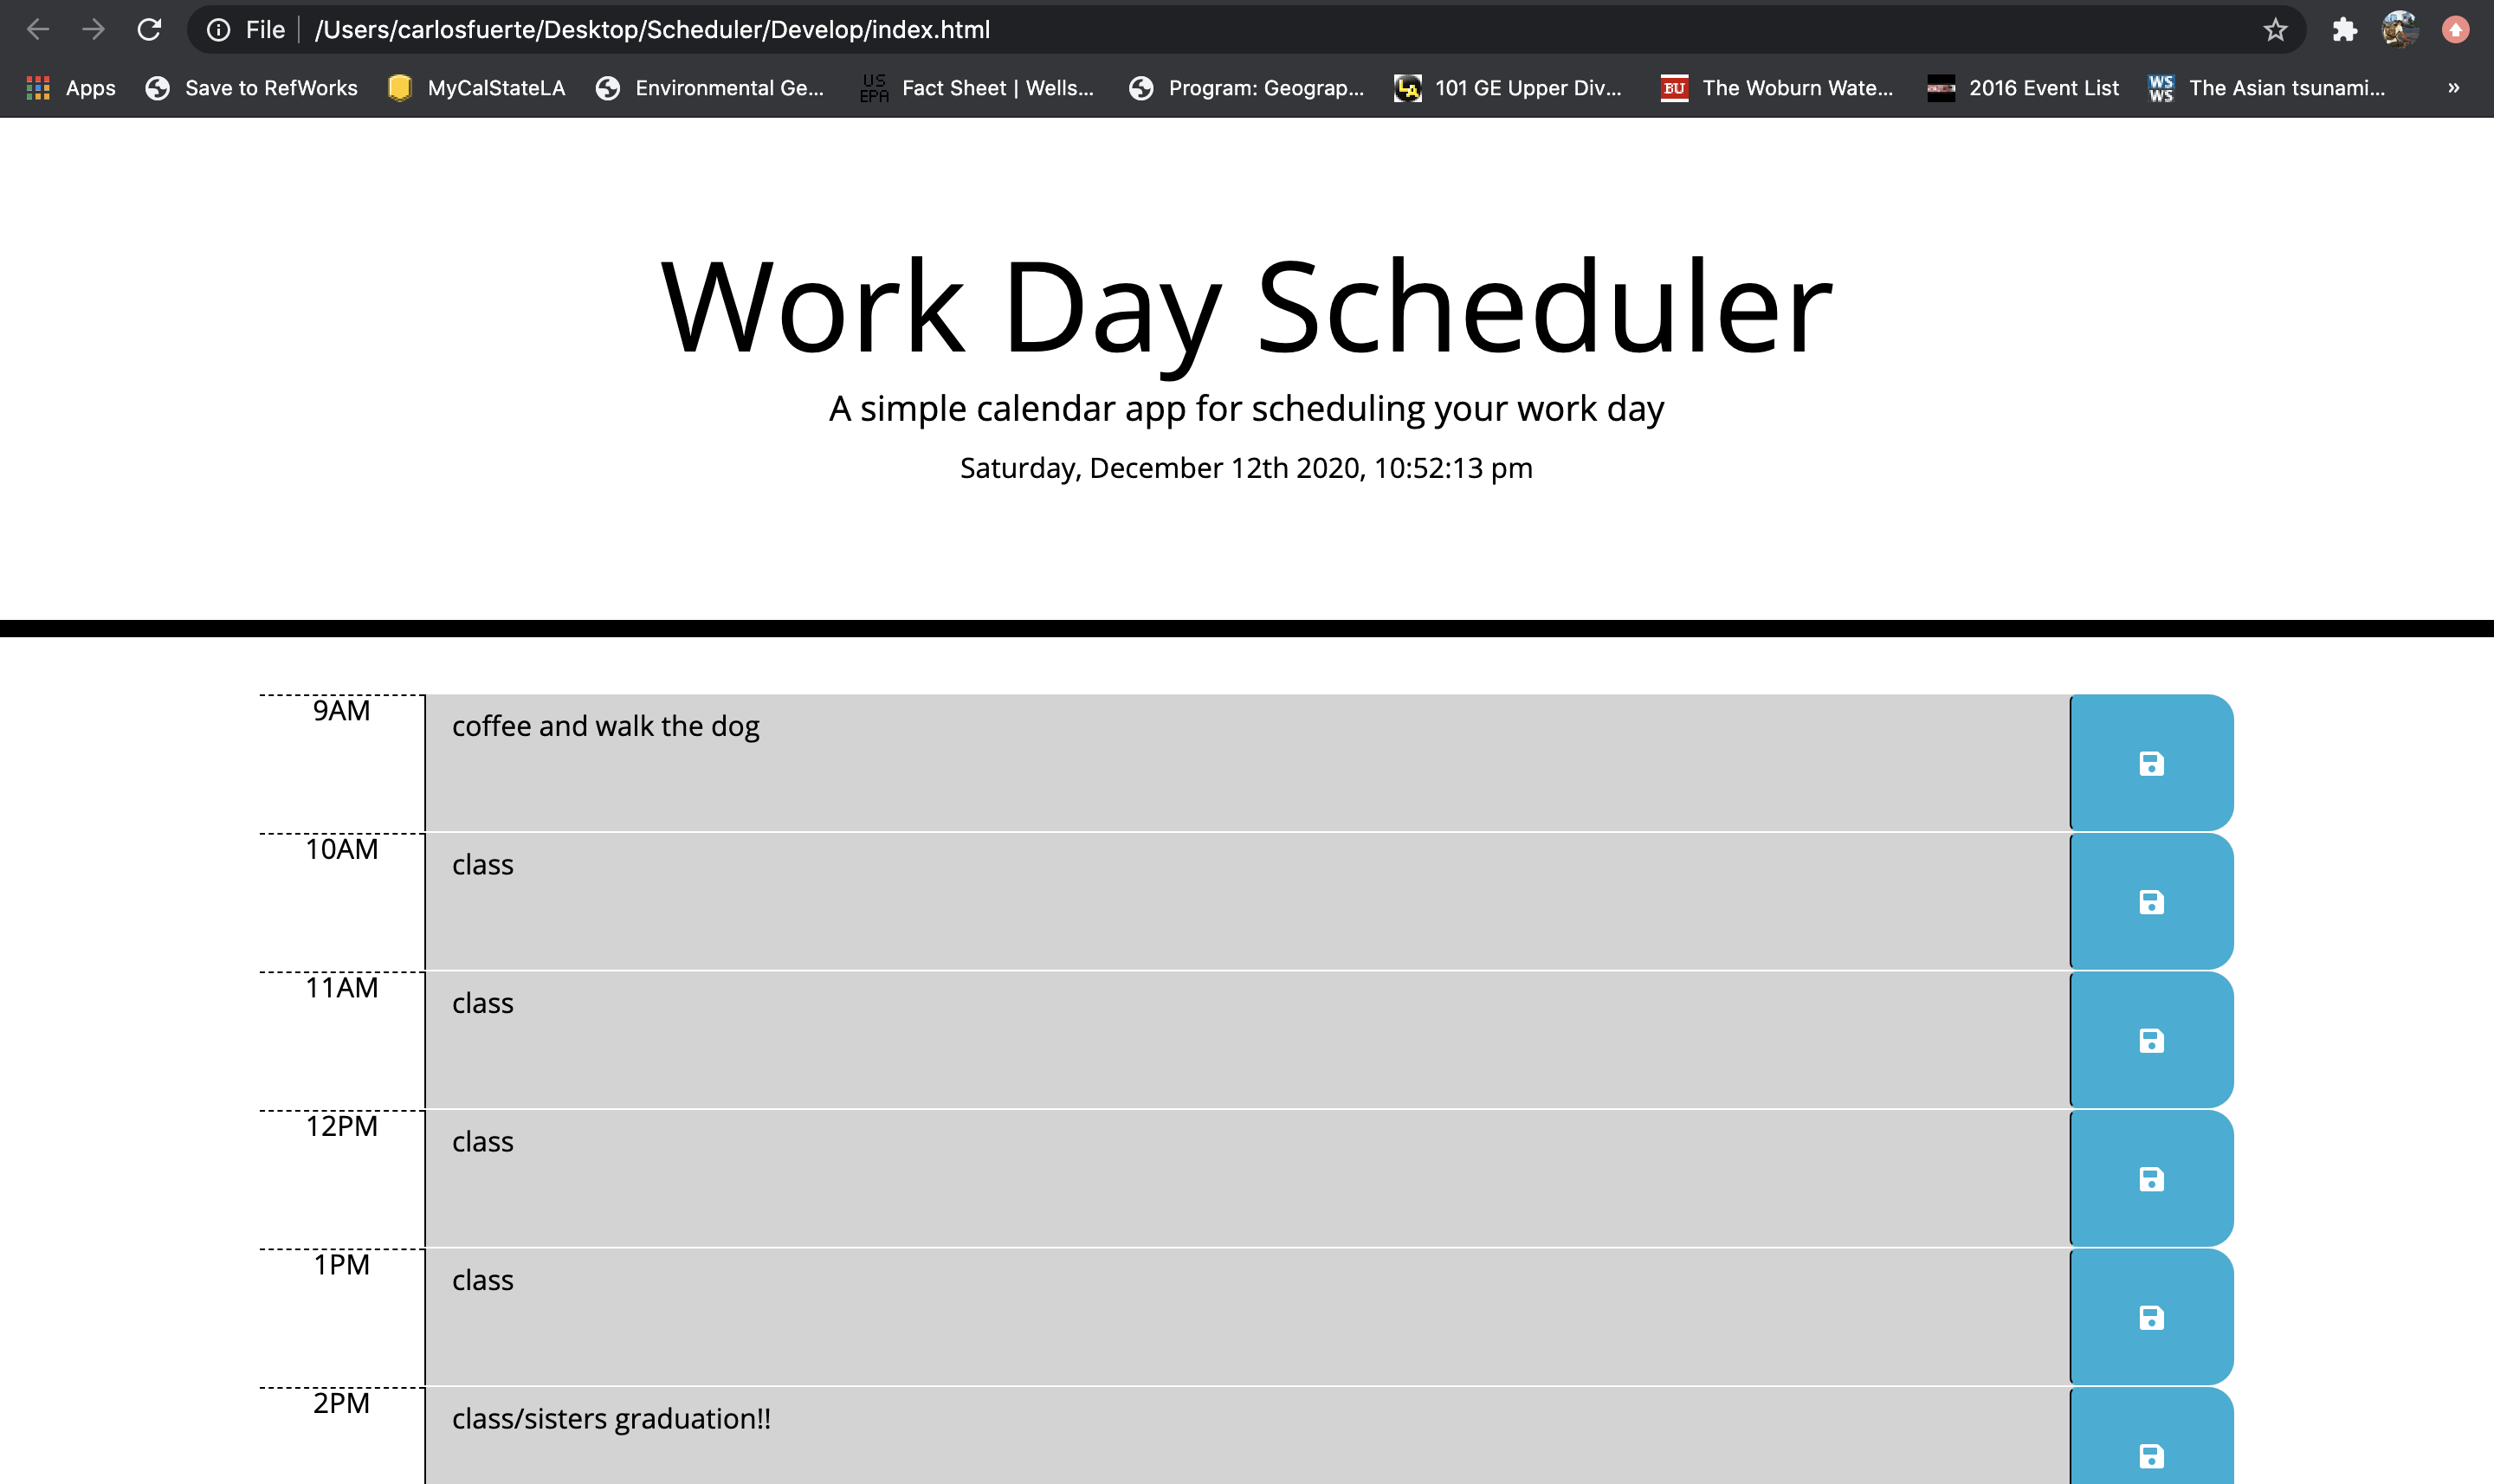 File | /Users/carlosfuerte/Desktop/Scheduler/Develop/index.html
Apps Save to RefWorks MyCalStateLA Environmental Ge... US EPA Fact Sheet | Wells... Program: Geograp... LA 101 GE Upper Div... BU The Woburn Wate... 2016 Event List WS WS The Asian tsunami... »
Work Day Scheduler
A simple calendar app for scheduling your work day
Saturday, December 12th 2020, 10:52:13 pm
9AM coffee and walk the dog
10AM class
11AM class
12PM class
1PM class
2PM class/sisters graduation!!